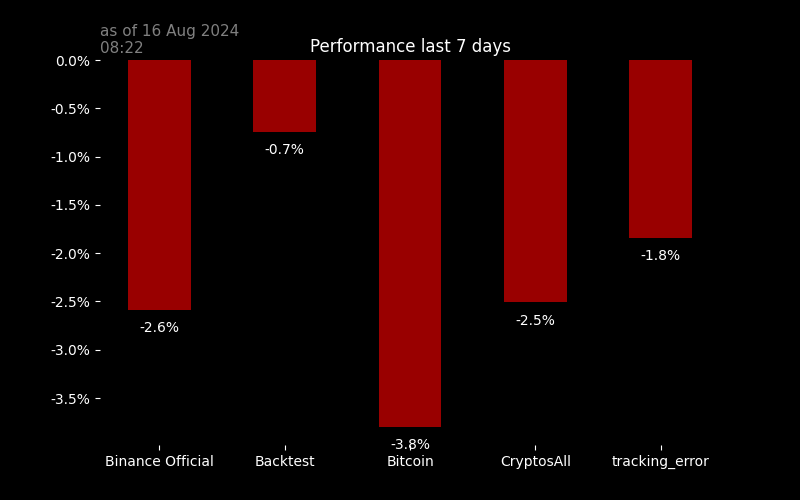 as of 16 Aug 2024
08:22
Performance last 7 days
0.0%
-0.5%
-1.0%
-1.5%
-2.0%
-2.5%
-3.0%
-3.5%
-2.6%
-0.7%
-3.8%
-2.5%
-1.8%
Binance Official
Backtest
Bitcoin
CryptosAll
tracking_error